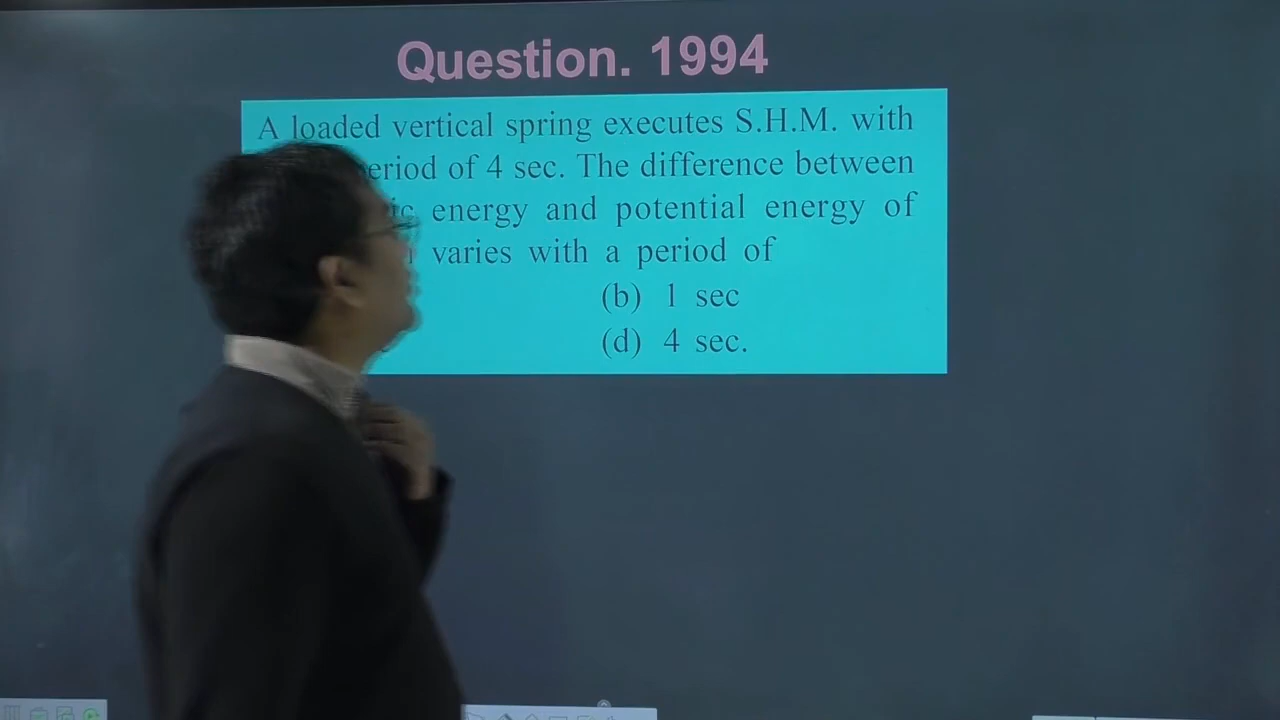 Question. 1994
A loaded vertical spring executes S.H.M. with
eriod of 4 sec. The difference between
ic energy and potential energy of
varies with a period of
(b) 1 sec
(d) 4 sec.